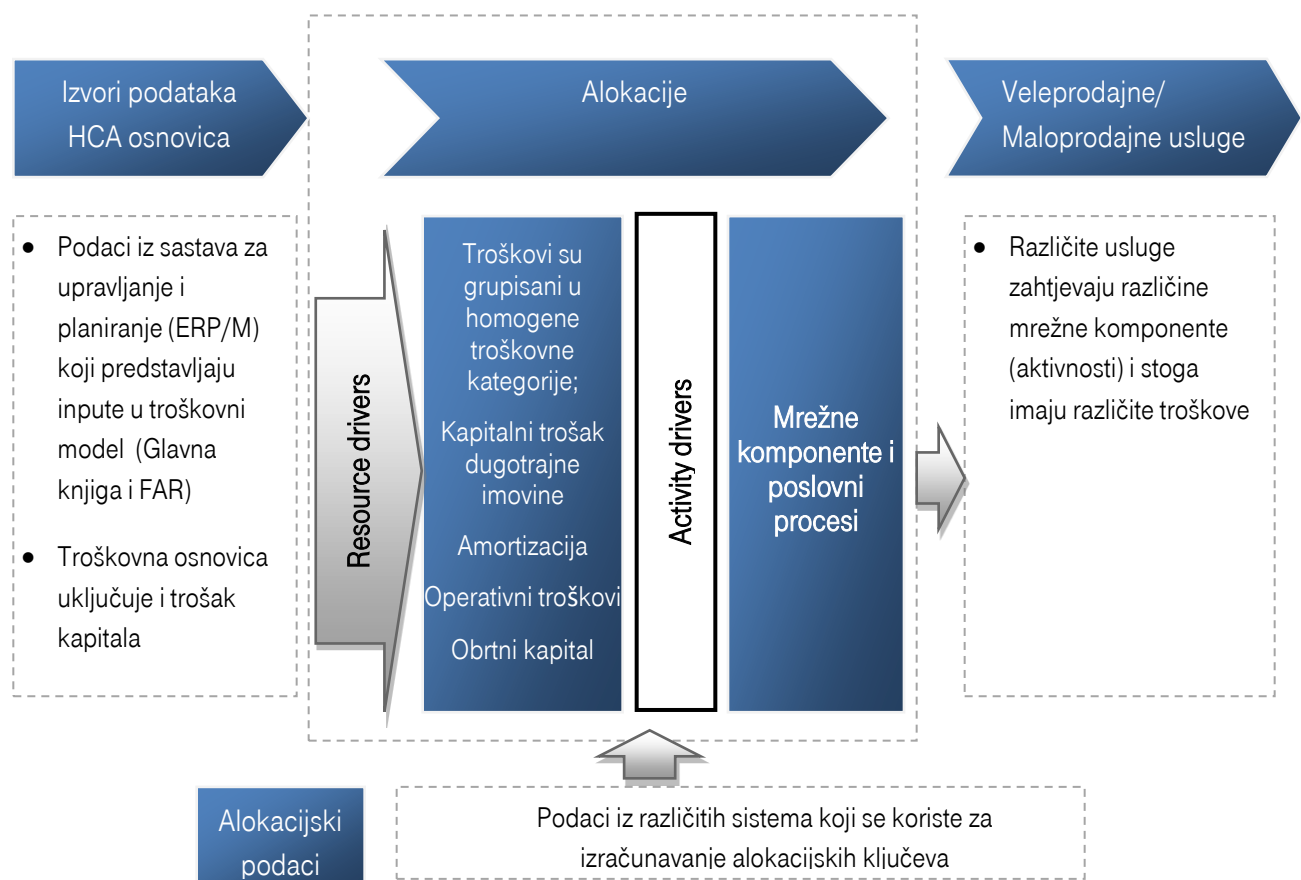 Izvori podataka
HCA osnovica
Alokacije
Veleprodajne/
Maloprodajne usluge
● Podaci iz sastava za
upravljanje i
planiranje (ERP/M)
koji predstavljaju
inpute u troškovni
model (Glavna
knjiga i FAR)
● Troškovna osnovica
uključuje i trošak
kapitala
Resource drivers
Troškovi su
grupisani u
homogene
troškovne
kategorije;
Kapitalni trošak
dugotrajne
imovine
Amortizacija
Operativni troškovi
Obrtni kapital
Activity drivers
Mrežne
komponente i
poslovni
procesi
● Različite usluge
zahtjevaju različine
mrežne komponente
(aktivnosti) i stoga
imaju različite troškove
Alokacijski
podaci
Podaci iz različitih sistema koji se koriste za
izračunavanje alokacijskih ključeva